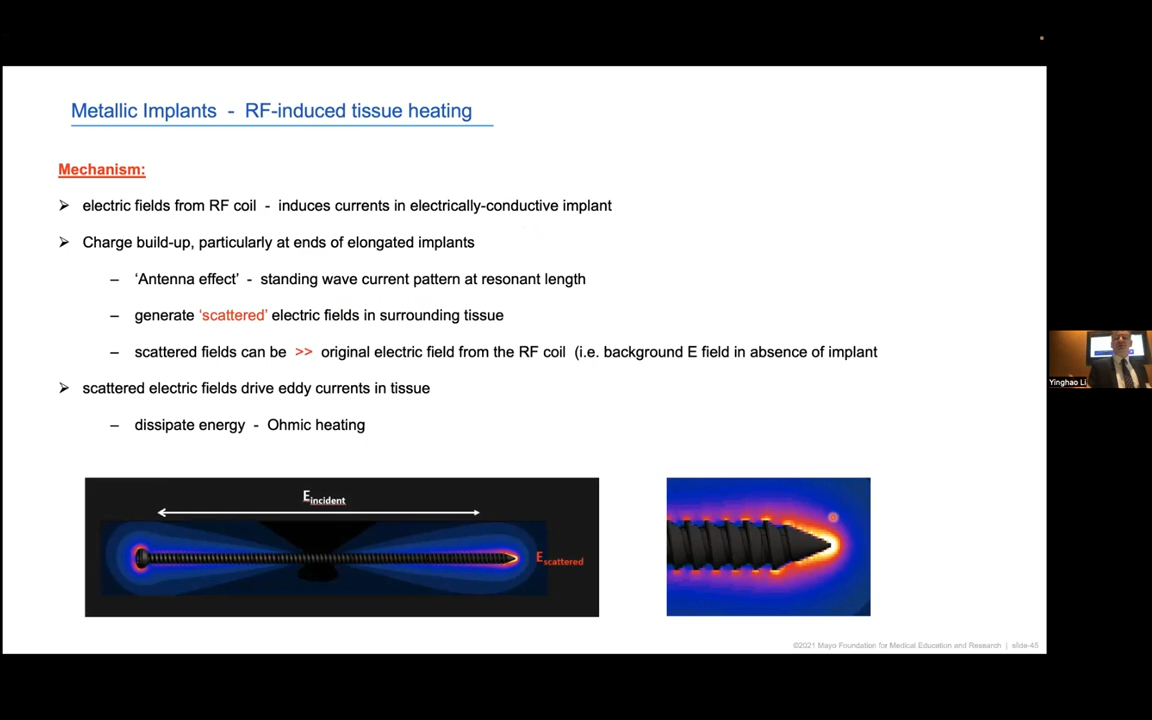 Metallic Implants - RF-induced tissue heating
Mechanism:
➢ electric fields from RF coil - induces currents in electrically-conductive implant
➢ Charge build-up, particularly at ends of elongated implants
– ‘Antenna effect’ - standing wave current pattern at resonant length
– generate ‘scattered’ electric fields in surrounding tissue
– scattered fields can be >> original electric field from the RF coil (i.e. background E field in absence of implant
➢ scattered electric fields drive eddy currents in tissue
– dissipate energy - Ohmic heating
Eincident
Escattered
Yinghao Li
©2021 Mayo Foundation for Medical Education and Research | slide-45